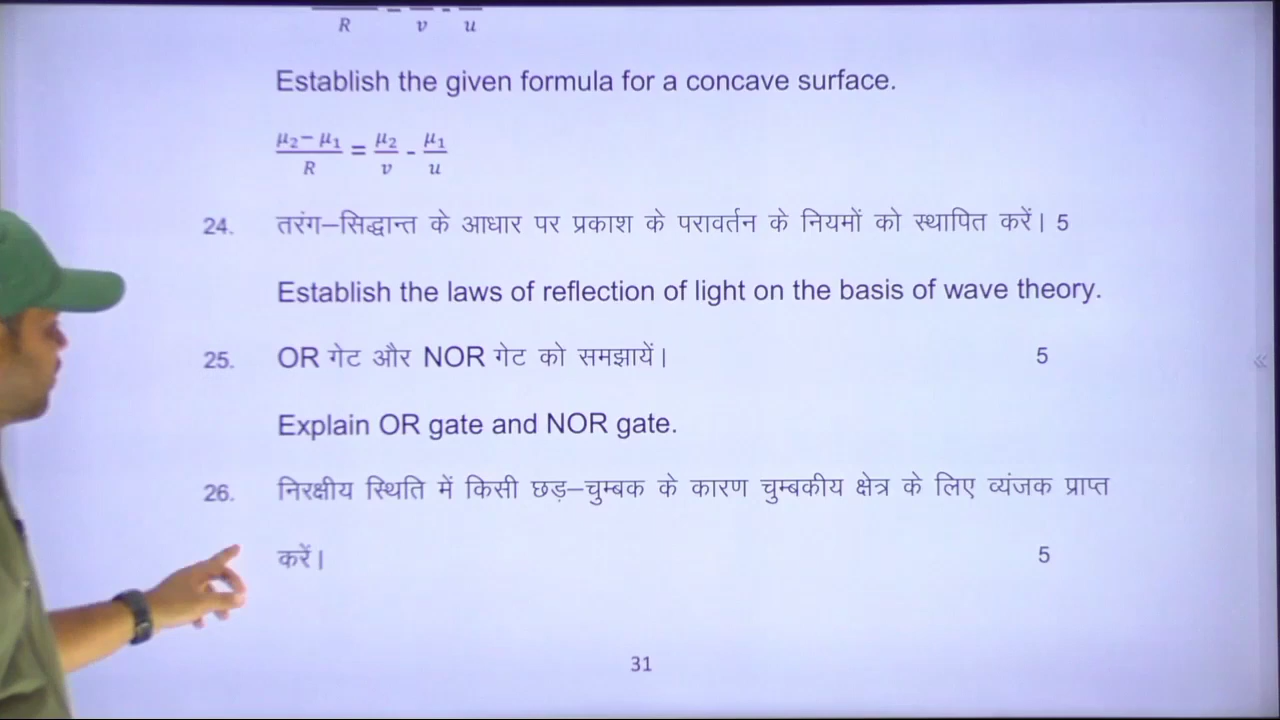 R v u
Establish the given formula for a concave surface.
μ₂ – μ₁ / R = μ₂ / v - μ₁ / u
24. तरंग–सिद्धान्त के आधार पर प्रकाश के परावर्तन के नियमों को स्थापित करें। 5
Establish the laws of reflection of light on the basis of wave theory.
25. OR गेट और NOR गेट को समझायें। 5
Explain OR gate and NOR gate.
26. निरक्षीय स्थिति में किसी छड़–चुम्बक के कारण चुम्बकीय क्षेत्र के लिए व्यंजक प्राप्त
करें। 5
31